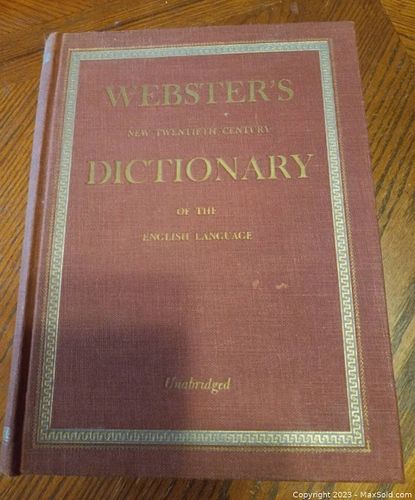 WEBSTER'S
NEW TWENTIETH CENTURY
DICTIONARY
OF THE
ENGLISH LANGUAGE
Unabridged
Copyright 2023 - MaxSold.com